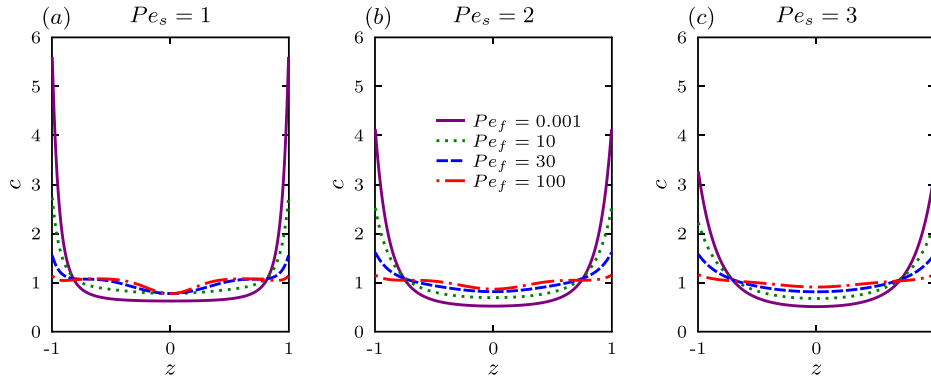 (a) Pe_s = 1
(b) Pe_s = 2
(c) Pe_s = 3
6
5
4
3
2
1
0
c
-1 0 1
z
6
5
4
3
2
1
0
c
-1 0 1
z
Pe_f = 0.001
Pe_f = 10
Pe_f = 30
Pe_f = 100
6
5
4
3
2
1
0
c
-1 0
z